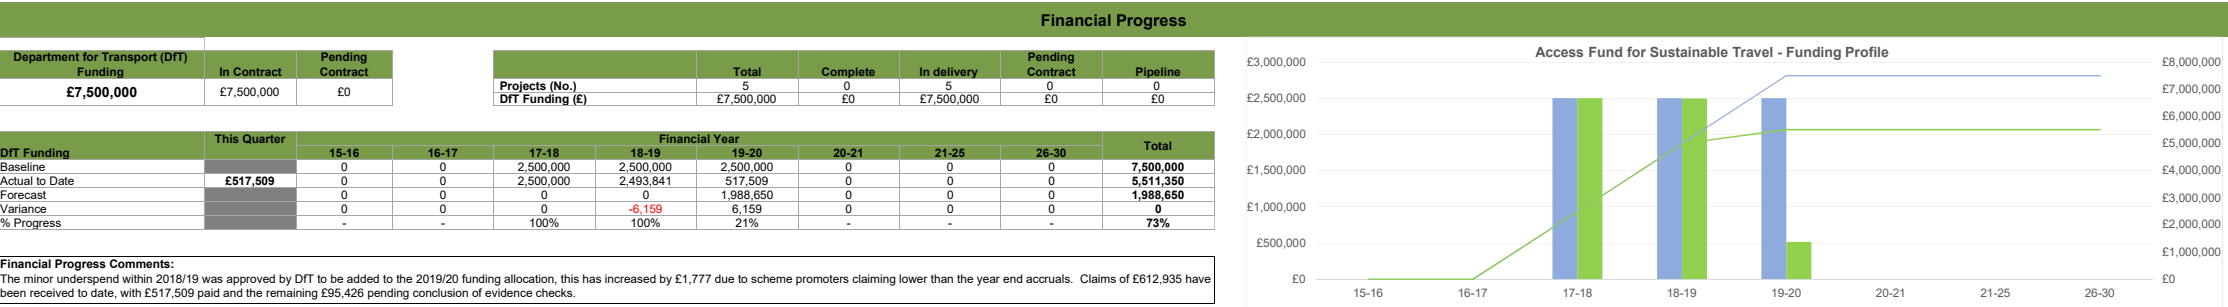 Financial Progress
Department for Transport (DfT) Funding In Contract Pending Contract
£7,500,000 £7,500,000 £0
Total Complete In delivery Pending Contract Pipeline
Projects (No.) 5 0 5 0 0
DfT Funding (£) £7,500,000 £0 £7,500,000 £0 £0
This Quarter Financial Year
DfT Funding 15-16 16-17 17-18 18-19 19-20 20-21 21-25 26-30 Total
Baseline 0 0 2,500,000 2,500,000 2,500,000 0 0 0 7,500,000
Actual to Date £517,509 0 0 2,500,000 2,493,841 517,509 0 0 0 5,511,350
Forecast 0 0 0 0 1,988,650 0 0 0 1,988,650
Variance 0 0 0 -6,159 6,159 0 0 0 0
% Progress - - 100% 100% 21% - - - 73%
Financial Progress Comments:
The minor underspend within 2018/19 was approved by DfT to be added to the 2019/20 funding allocation, this has increased by £1,777 due to scheme promoters claiming lower than the year end accruals. Claims of £612,935 have
been received to date, with £517,509 paid and the remaining £95,426 pending conclusion of evidence checks.
Access Fund for Sustainable Travel - Funding Profile
£3,000,000 £8,000,000
£2,500,000 £7,000,000
£2,000,000 £6,000,000
£1,500,000 £5,000,000
£1,000,000 £4,000,000
£500,000 £3,000,000
£0 £2,000,000
£1,000,000
£0
15-16 16-17 17-18 18-19 19-20 20-21 21-25 26-30